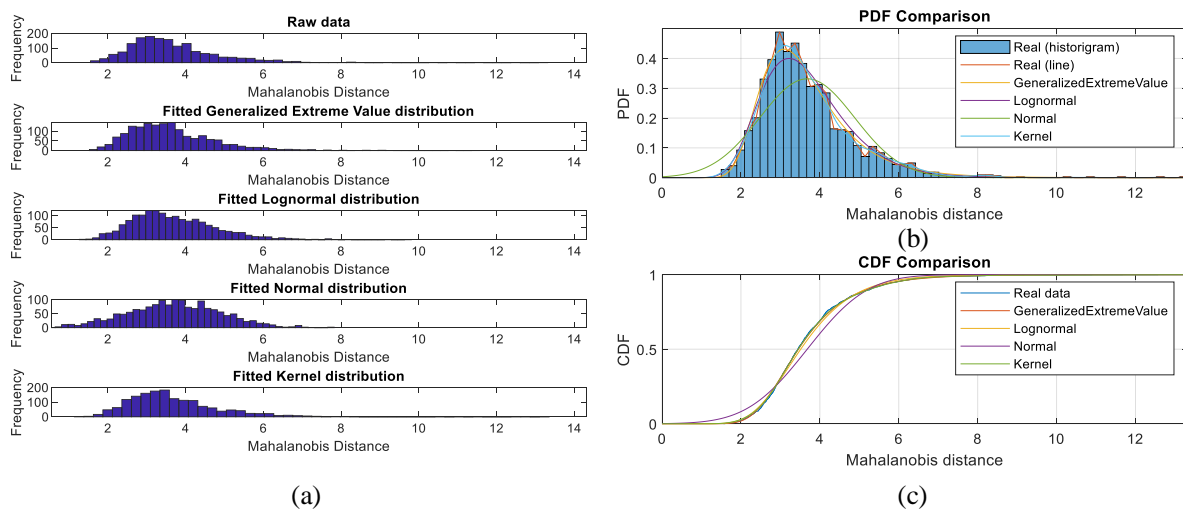 Raw data
Frequency
200
100
0
2 4 6 8 10 12 14
Mahalanobis Distance
Fitted Generalized Extreme Value distribution
Frequency
100
50
0
2 4 6 8 10 12 14
Mahalanobis Distance
Fitted Lognormal distribution
Frequency
100
50
0
2 4 6 8 10 12 14
Mahalanobis Distance
Fitted Normal distribution
Frequency
100
50
0
2 4 6 8 10 12 14
Mahalanobis Distance
Fitted Kernel distribution
Frequency
200
100
0
2 4 6 8 10 12 14
Mahalanobis Distance
(a)
PDF Comparison
PDF
0.4
0.3
0.2
0.1
0
0 2 4 6 8 10 12
Mahalanobis distance
Real (historigram)
Real (line)
GeneralizedExtremeValue
Lognormal
Normal
Kernel
(b)
CDF Comparison
CDF
1
0.5
0
0 2 4 6 8 10 12
Mahalanobis distance
Real data
GeneralizedExtremeValue
Lognormal
Normal
Kernel
(c)